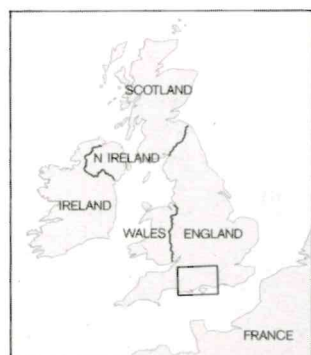 SCOTLAND
N IRELAND
IRELAND
WALES
ENGLAND
FRANCE